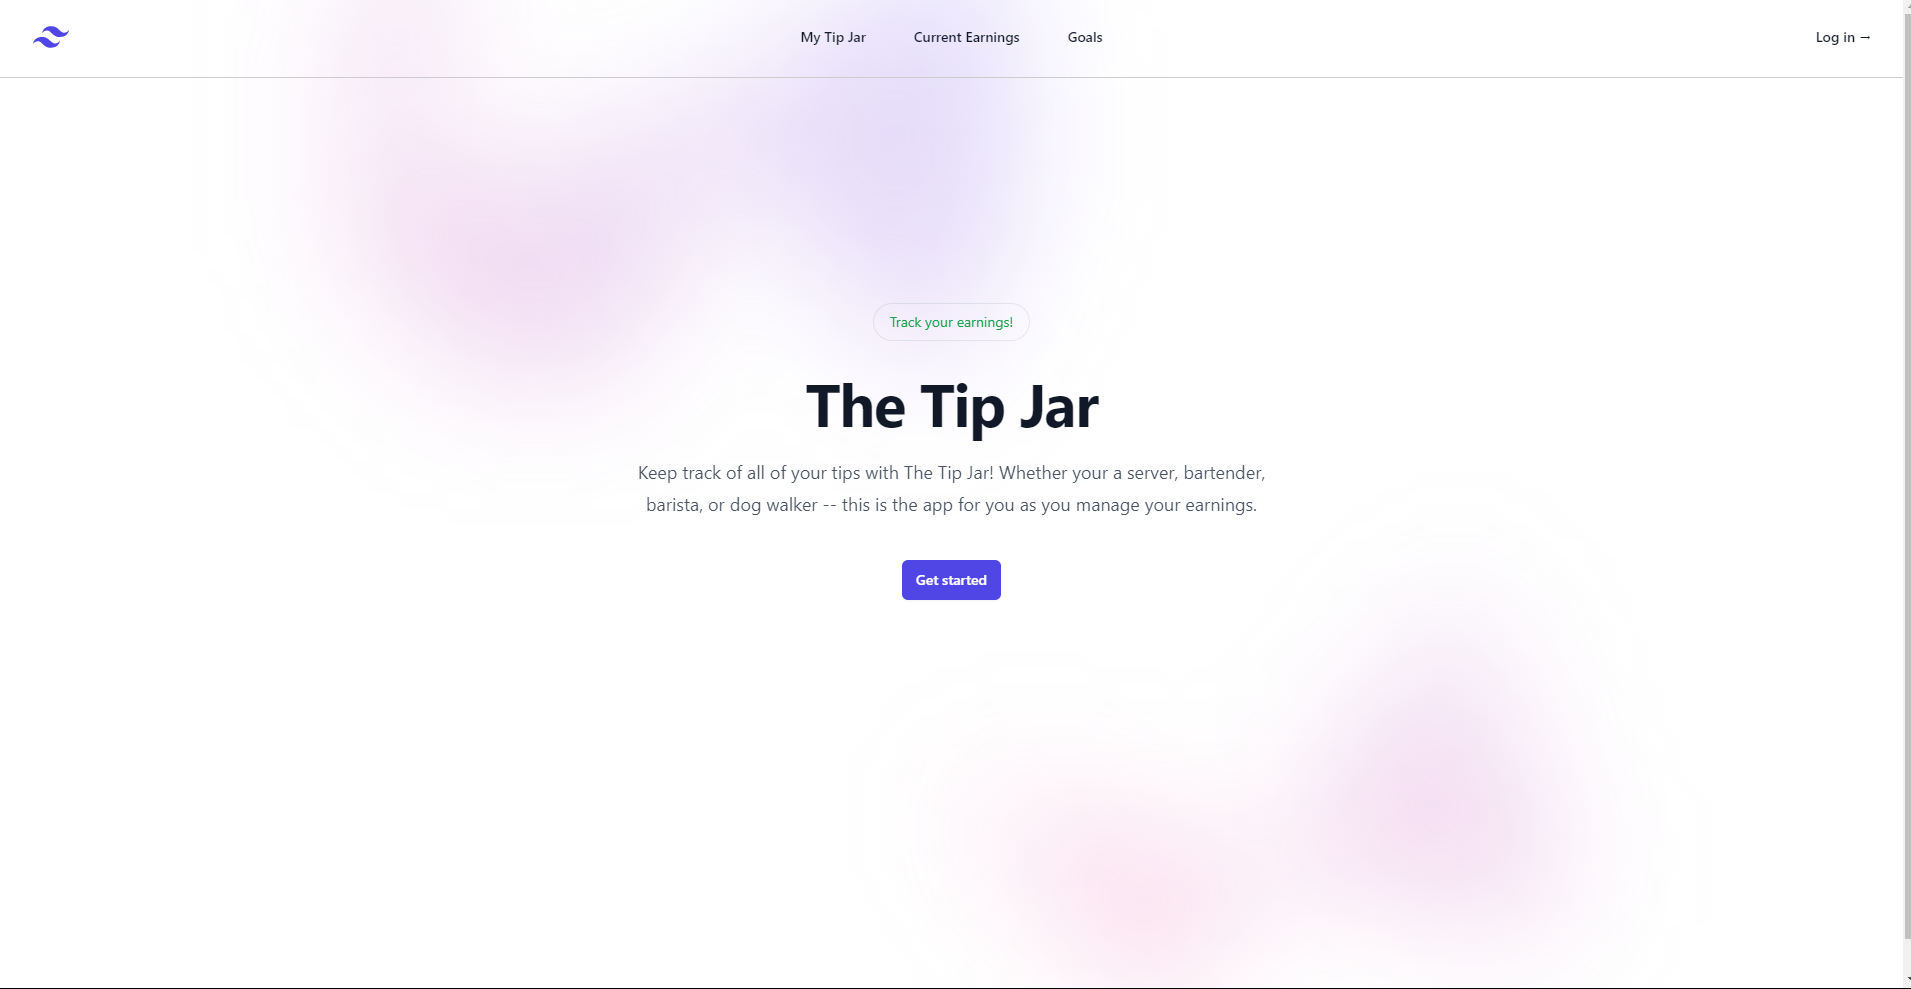 My Tip Jar
Current Earnings
Goals
Log in →
Track your earnings!
The Tip Jar
Keep track of all of your tips with The Tip Jar! Whether your a server, bartender,
barista, or dog walker -- this is the app for you as you manage your earnings.
Get started